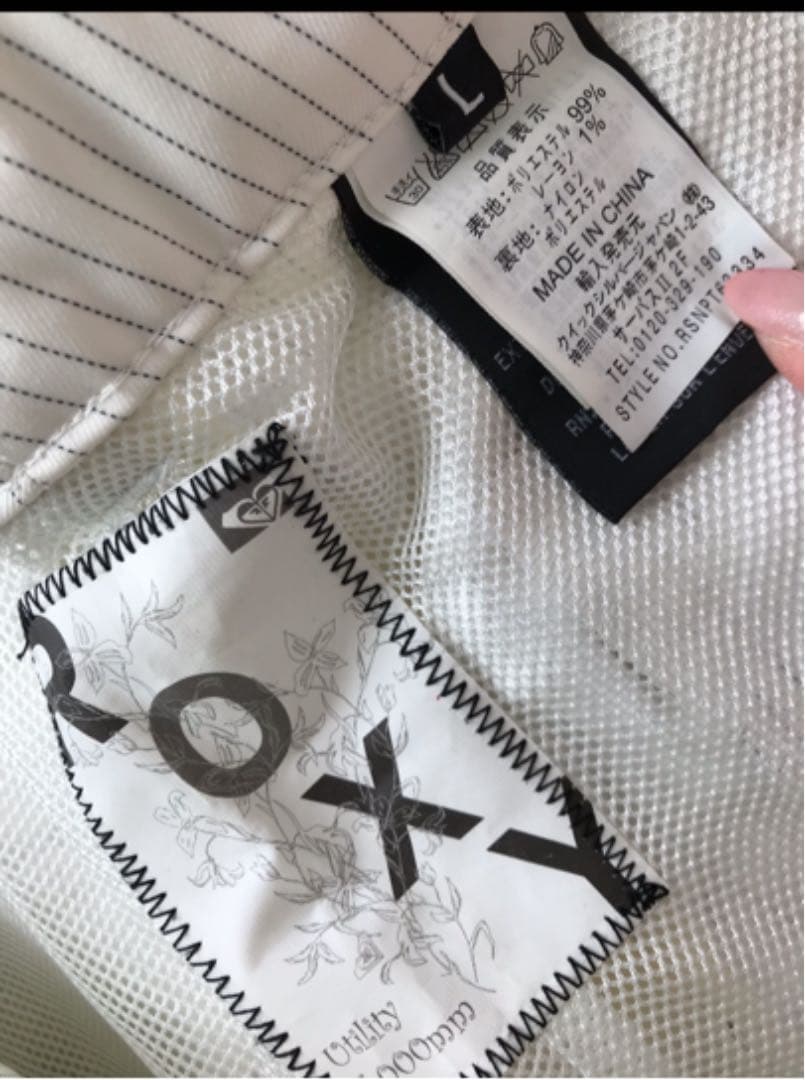 L
品質表示
表地:ポリエステル 99%
レーヨン 1%
裏地:ナイロン
ポリエステル
MADE IN CHINA
輸入発売元
クイックシルバージャパン ㈱
神奈川県茅ケ崎市茅ケ崎1-2-43
サーパスⅡ 2F
TEL:0120-329-190
STYLE NO.RSNPT
334
EX
D
RN
ROXY
Utility
000mm